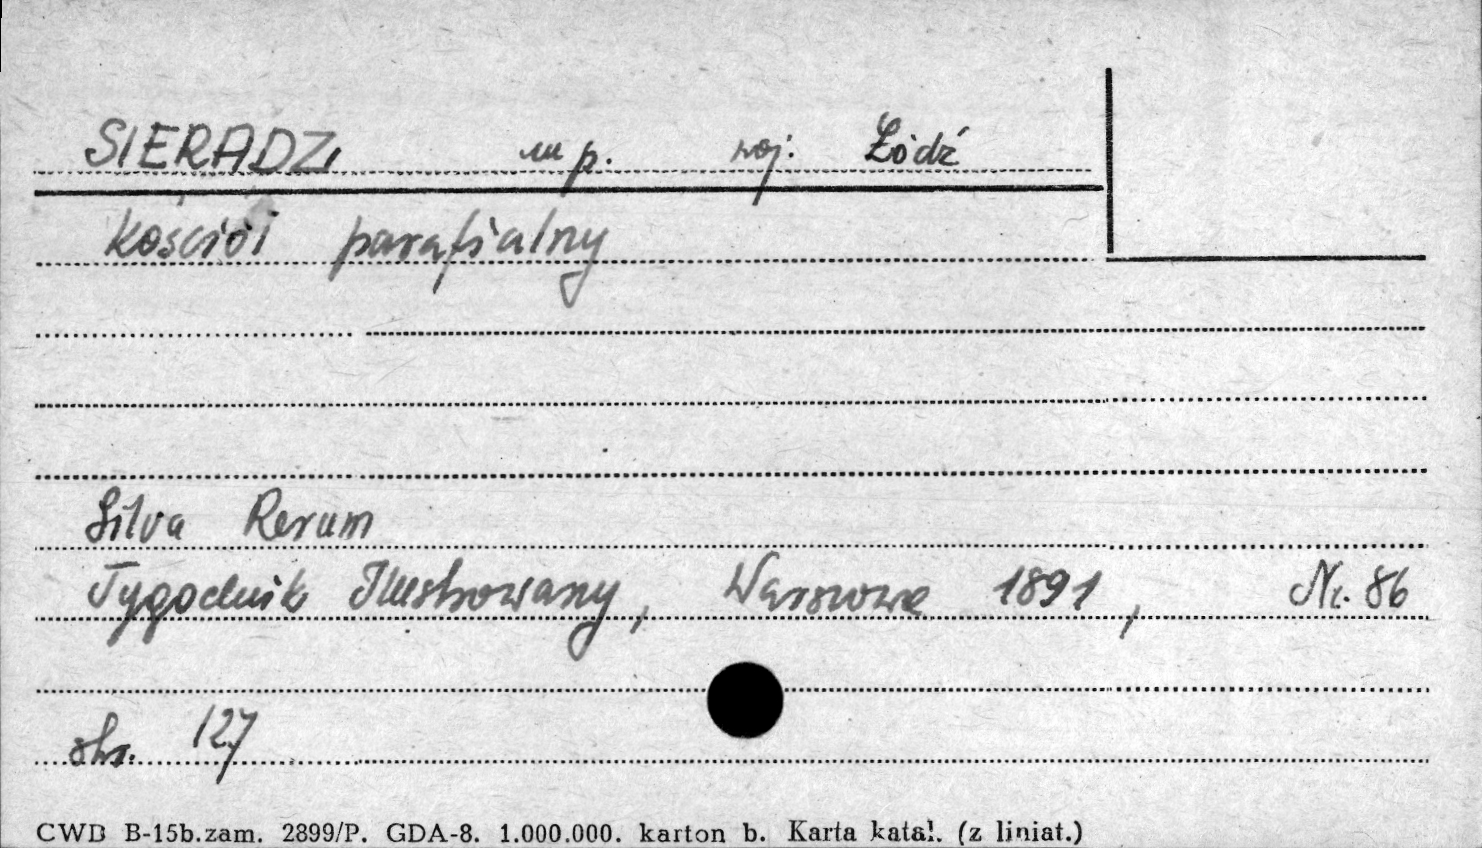 SIERADZ, m p. woj. Łódź
Kościół parafialny
Silva Rerum
Tygodnik Ilustrowany, Warszawa 1891, Nr. 86
str. 127
CWD B-15b.zam. 2899/P. GDA-8. 1.000.000. karton b. Karta katal. (z liniat.)